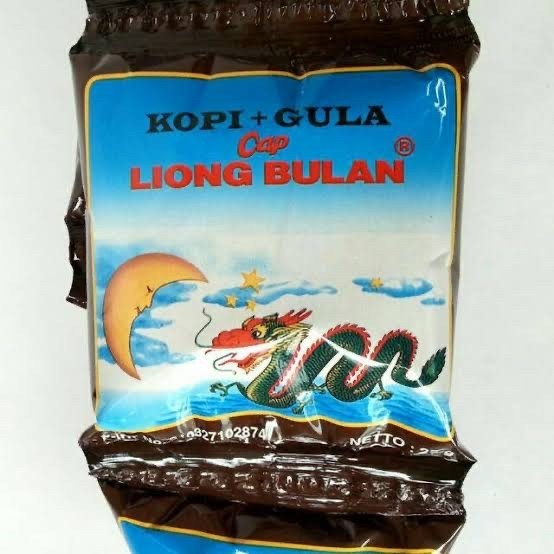 KOPI + GULA
Cap
LIONG BULAN ®
NETTO :